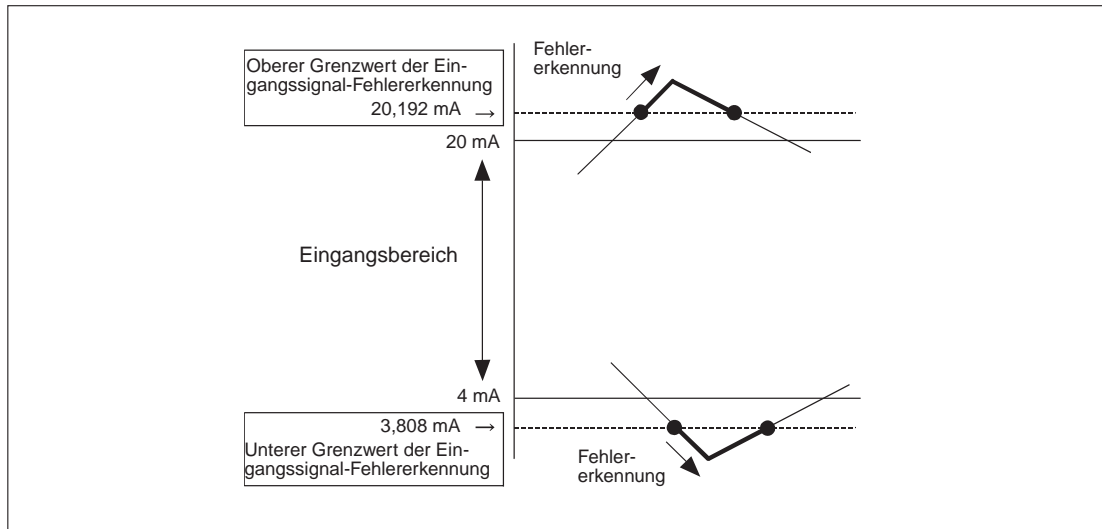 Oberer Grenzwert der Ein-
gangssignal-Fehlererkennung
20,192 mA →
Fehler-
erkennung
20 mA
Eingangsbereich
4 mA
3,808 mA →
Unterer Grenzwert der Ein-
gangssignal-Fehlererkennung
Fehler-
erkennung